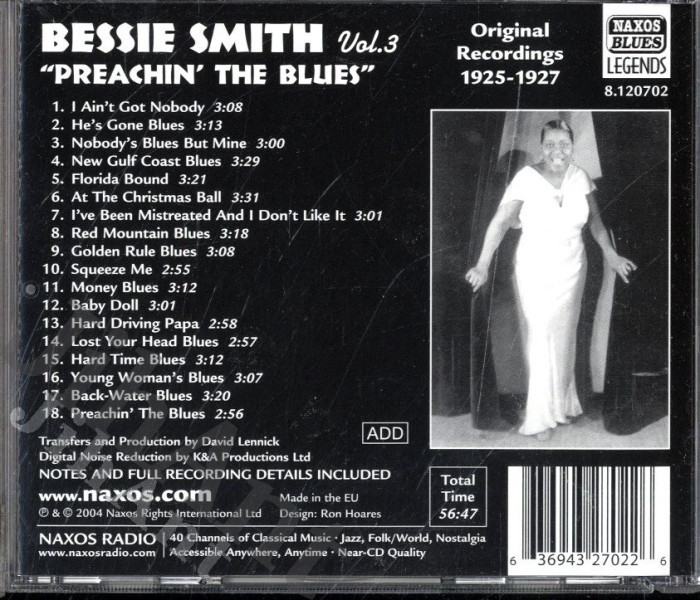 BESSIE SMITH Vol.3
"PREACHIN' THE BLUES"
Original
Recordings
1925-1927
NAXOS
BLUES
LEGENDS
8.120702
1. I Ain't Got Nobody 3:08
2. He's Gone Blues 3:13
3. Nobody's Blues But Mine 3:00
4. New Gulf Coast Blues 3:29
5. Florida Bound 3:21
6. At The Christmas Ball 3:31
7. I've Been Mistreated And I Don't Like It 3:01
8. Red Mountain Blues 3:18
9. Golden Rule Blues 3:08
10. Squeeze Me 2:55
11. Money Blues 3:12
12. Baby Doll 3:01
13. Hard Driving Papa 2:58
14. Lost Your Head Blues 2:57
15. Hard Time Blues 3:12
16. Young Woman's Blues 3:07
17. Back-Water Blues 3:20
18. Preachin' The Blues 2:56
ADD
Transfers and Production by David Lennick
Digital Noise Reduction by K&A Productions Ltd
NOTES AND FULL RECORDING DETAILS INCLUDED
www.naxos.com
Made in the EU
℗ & © 2004 Naxos Rights International Ltd
Design: Ron Hoares
Total
Time
56:47
NAXOS RADIO
www.naxosradio.com
40 Channels of Classical Music · Jazz, Folk/World, Nostalgia
Accessible Anywhere, Anytime · Near-CD Quality
6 36943 27022 6